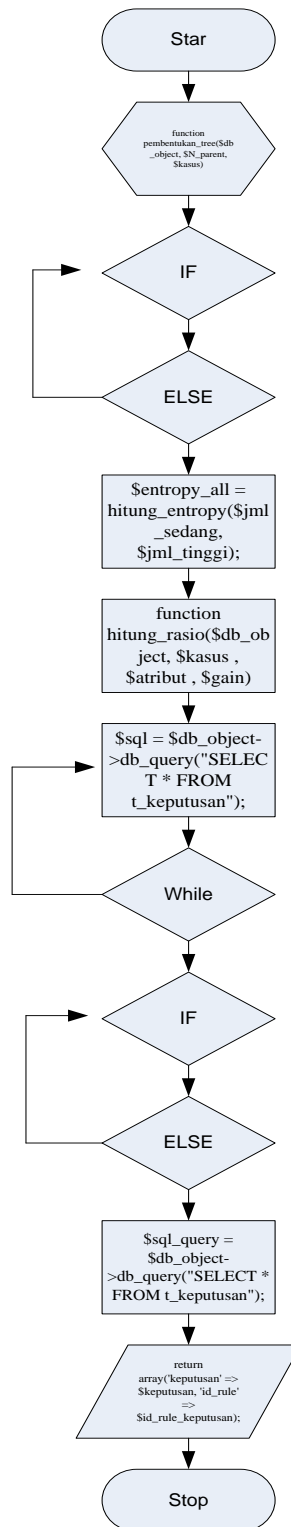 Star
function
pembentukan_tree($db
_object, $N_parent,
$kasus)
IF
ELSE
$entropy_all =
hitung_entropy($jml
_sedang,
$jml_tinggi);
function
hitung_rasio($db_ob
ject, $kasus ,
$atribut , $gain)
$sql = $db_object-
>db_query("SELEC
T * FROM
t_keputusan");
While
IF
ELSE
$sql_query =
$db_object-
>db_query("SELECT *
FROM t_keputusan");
return
array('keputusan' =>
$keputusan, 'id_rule'
=>
$id_rule_keputusan);
Stop